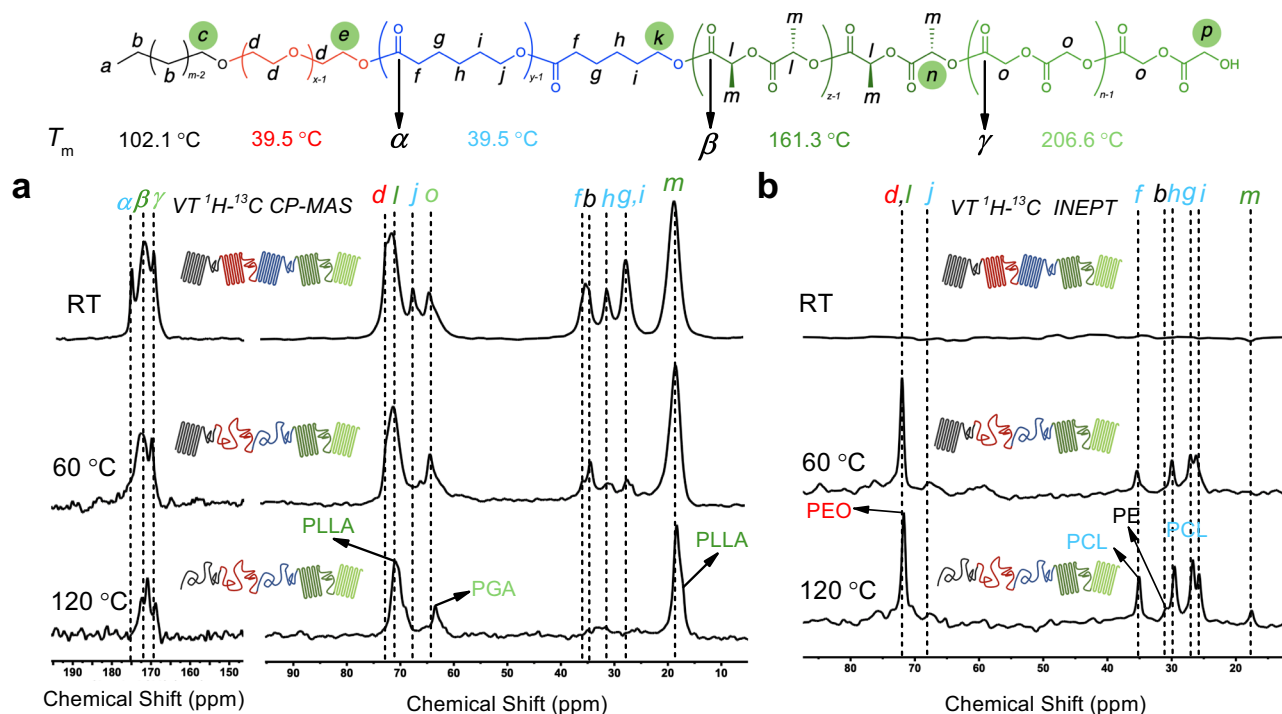 b c d e g i g h k m m p
a b m-2 O d O x-1 d O O f h j O y-1 O f g i O O l O O l O z-1 O l m O n O O o O o n-1 O o O OH
Tm 102.1 °C 39.5 °C α 39.5 °C β 161.3 °C γ 206.6 °C
a
α β γ VT ¹H-¹³C CP-MAS d l j o f b h g,i m
RT
60 °C
120 °C
PLLA
PGA
PLLA
190 180 170 160 150 90 80 70 60 50 40 30 20 10
Chemical Shift (ppm) Chemical Shift (ppm)
b
d,l j VT ¹H-¹³C INEPT f b h g i m
RT
60 °C
120 °C
PEO
PE
PCL
PCL
80 70 60 50 40 30 20
Chemical Shift (ppm) Chemical Shift (ppm)